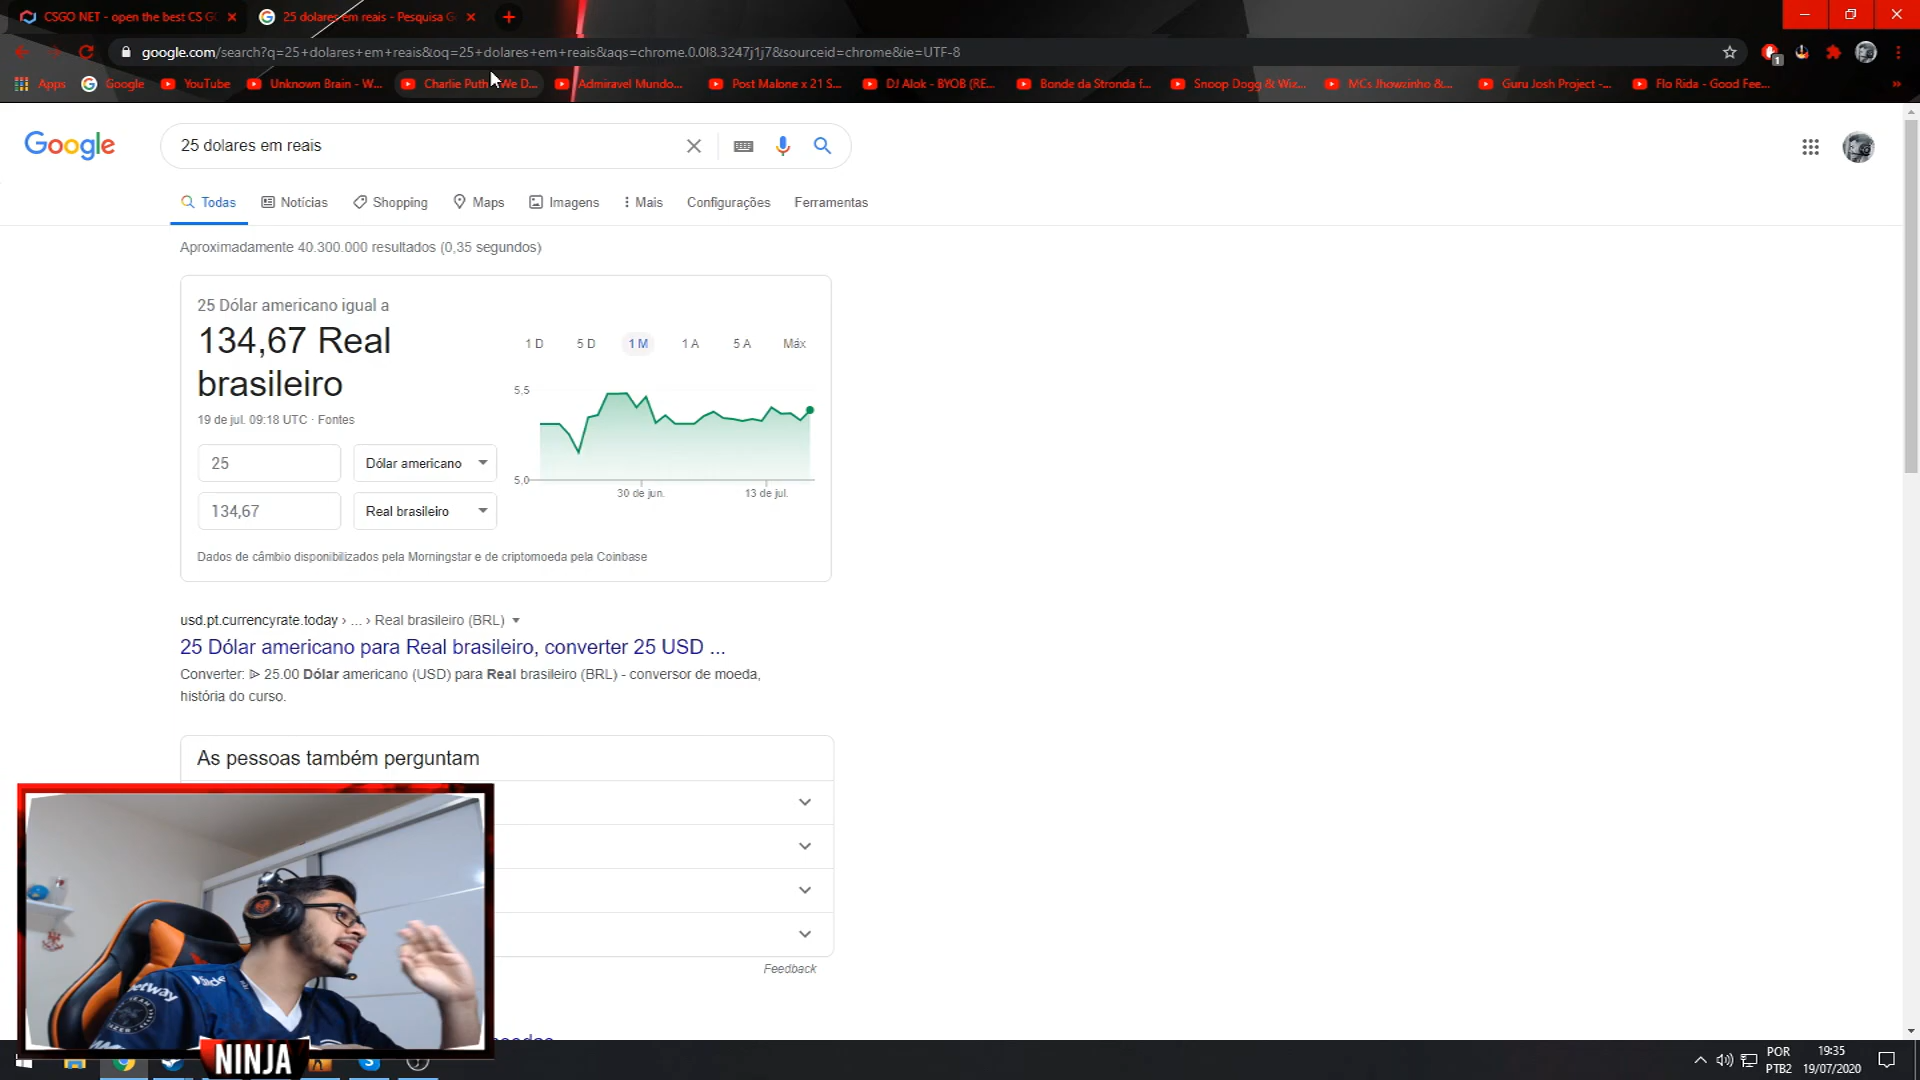 CSGO NET - open the best CS GO
25 dolares em reais - Pesquisa G
google.com/search?q=25+dolares+em+reais&oq=25+dolares+em+reais&aqs=chrome.0.0l8.3247j1j7&sourceid=chrome&ie=UTF-8
1
Apps
Google
YouTube
Unknown Brain - W...
Charlie Puth - We D...
Admiravel Mundo...
Post Malone x 21 S...
DJ Alok - BYOB (RE...
Bonde da Stronda f...
Snoop Dogg & Wiz...
MCs Jhowzinho &...
Guru Josh Project -...
Flo Rida - Good Fee...
Google
25 dolares em reais
Todas
Notícias
Shopping
Maps
Imagens
Mais
Configurações
Ferramentas
Aproximadamente 40.300.000 resultados (0,35 segundos)
25 Dólar americano igual a
134,67 Real
brasileiro
19 de jul. 09:18 UTC · Fontes
25
Dólar americano
134,67
Real brasileiro
1 D
5 D
1 M
1 A
5 A
Máx
5,5
5,0
30 de jun.
13 de jul.
Dados de câmbio disponibilizados pela Morningstar e de criptomoeda pela Coinbase
usd.pt.currencyrate.today › ... › Real brasileiro (BRL)
25 Dólar americano para Real brasileiro, converter 25 USD ...
Converter: ᐉ 25.00 Dólar americano (USD) para Real brasileiro (BRL) - conversor de moeda,
história do curso.
As pessoas também perguntam
Feedback
betway
NINJA
POR
PTB2
19:35
19/07/2020